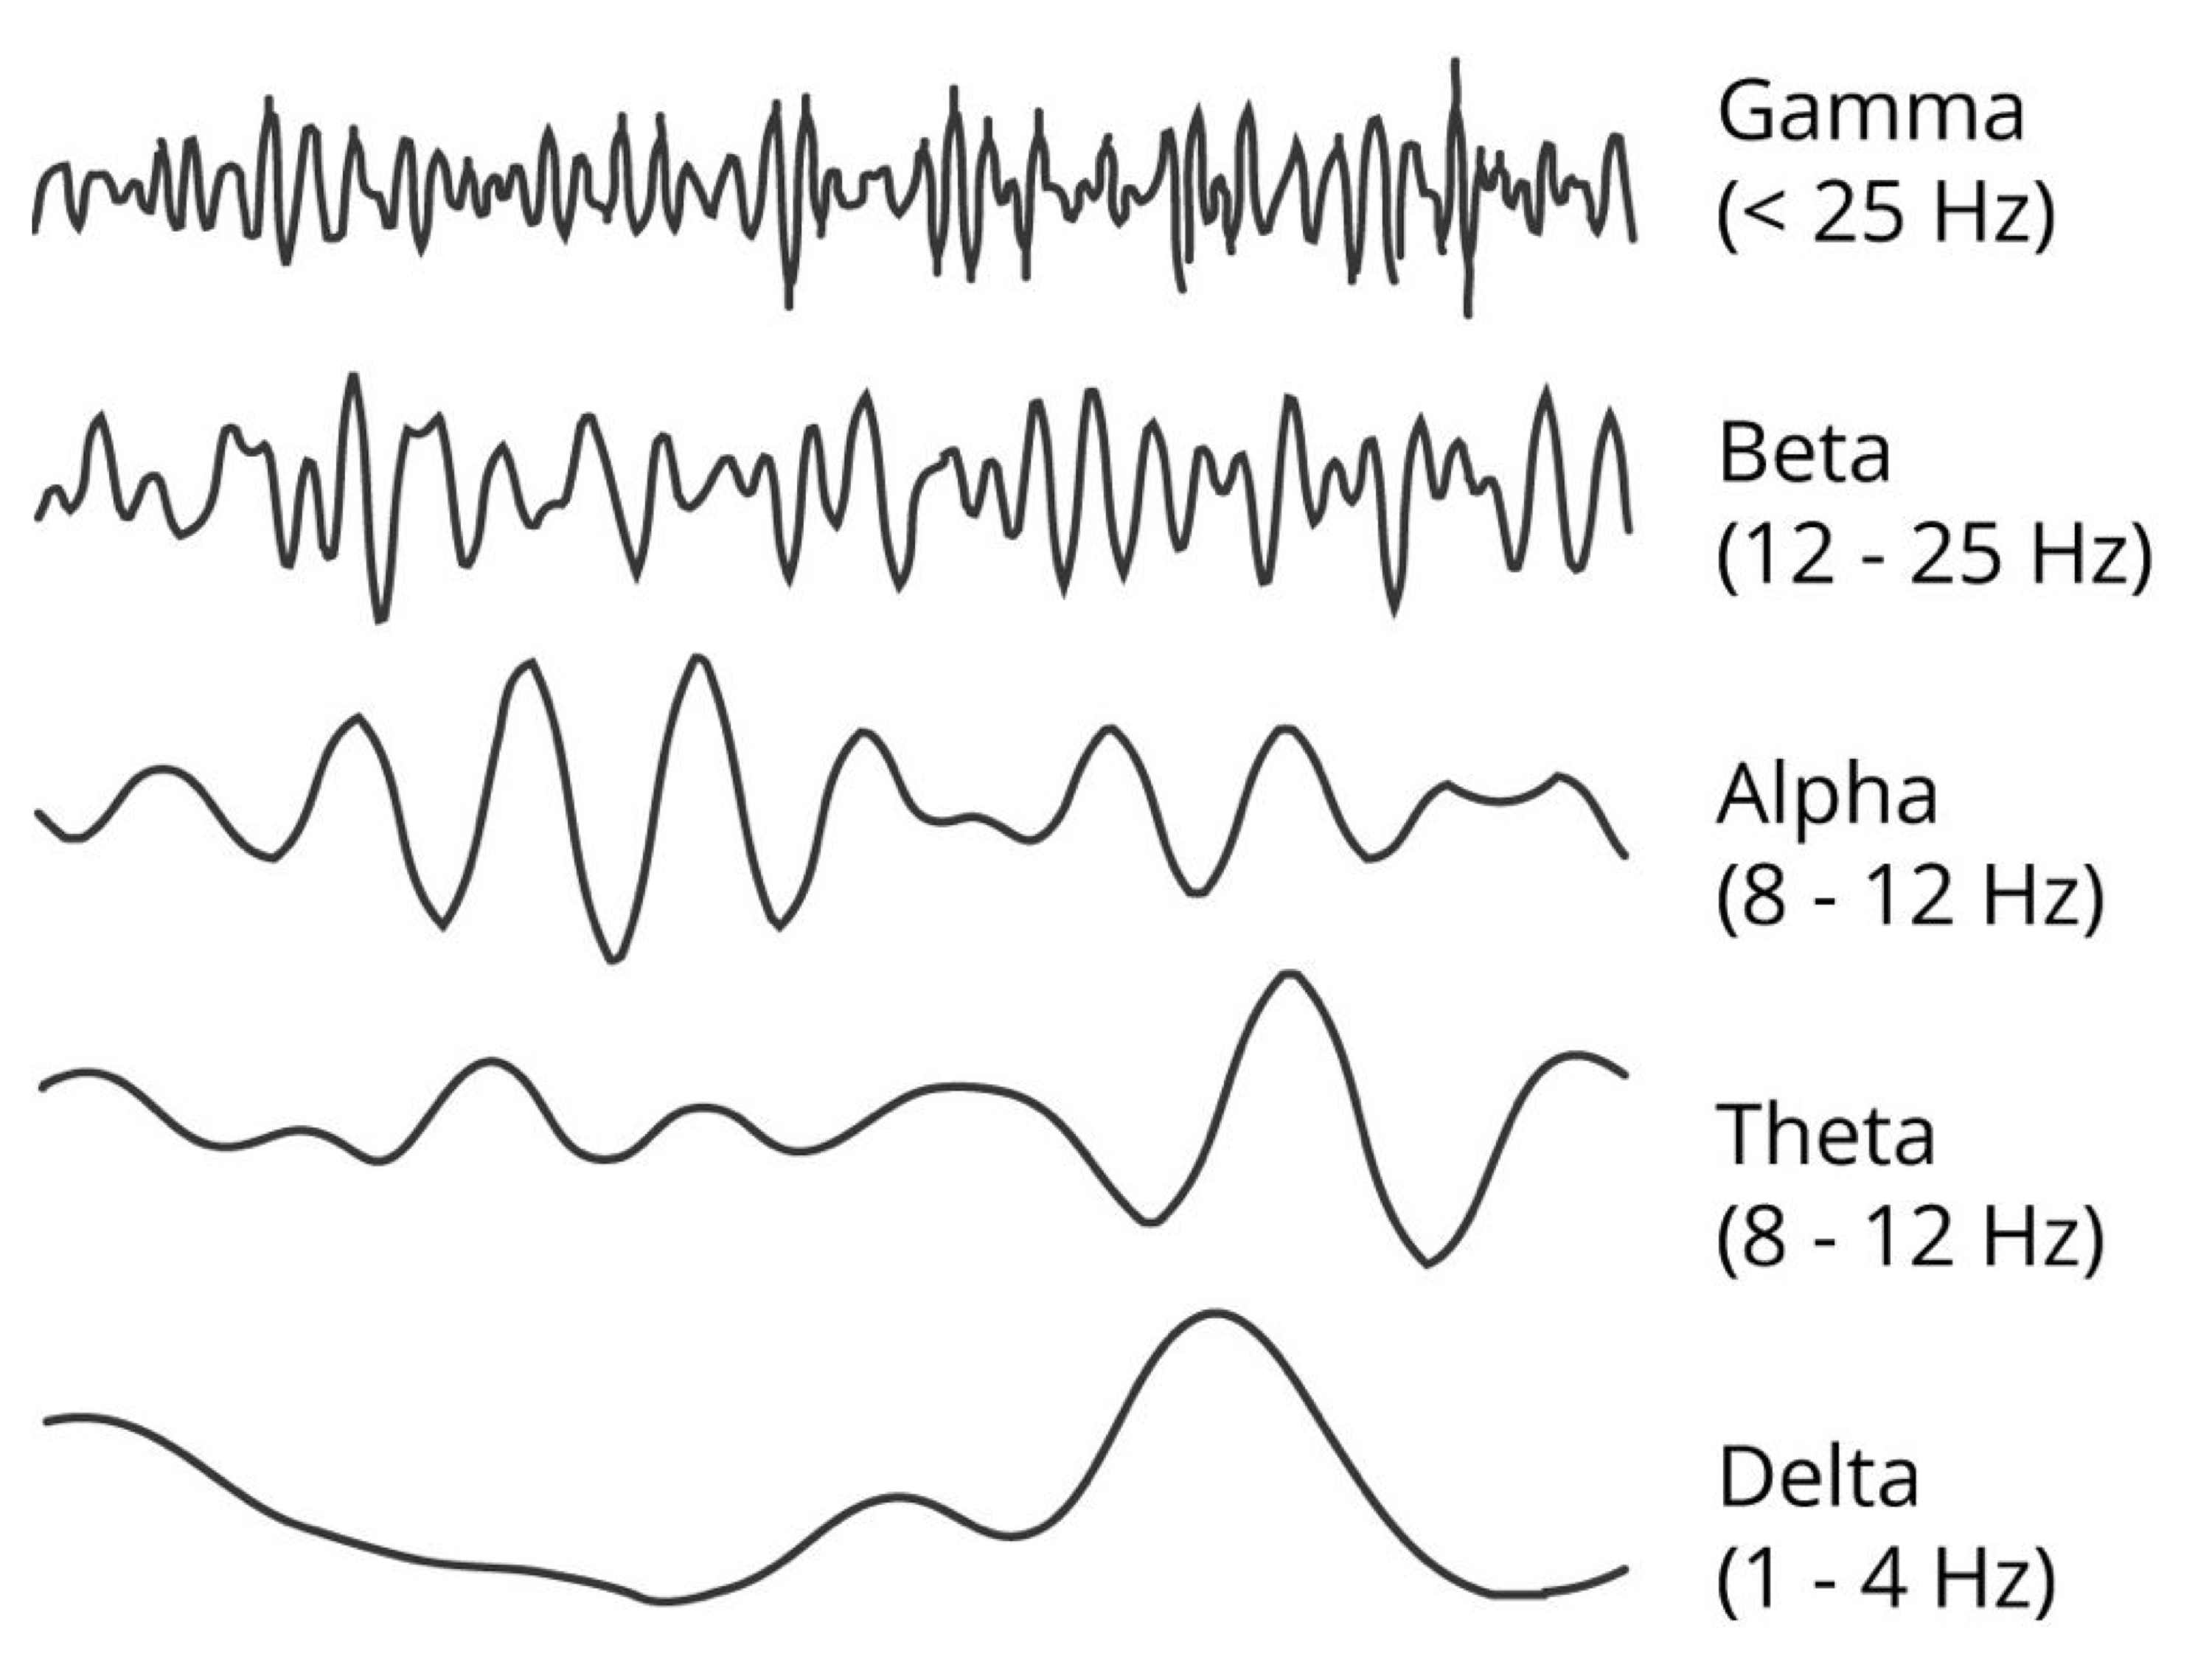 Gamma
(< 25 Hz)
Beta
(12 - 25 Hz)
Alpha
(8 - 12 Hz)
Theta
(8 - 12 Hz)
Delta
(1 - 4 Hz)